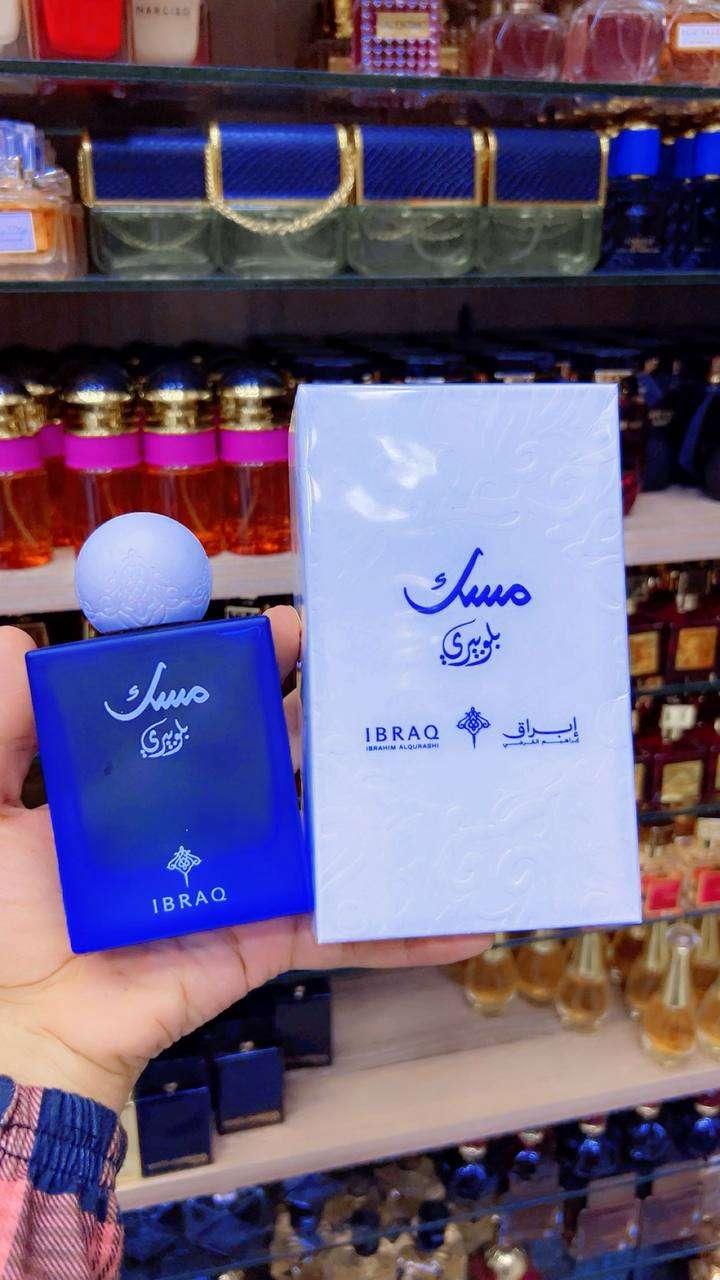 NARCISO
مسك
بلوبيري
IBRAQ
مسك
بلوبيري
IBRAQ
IBRAHIM ALQURASHI
إبراق
إبراهيم القرشي